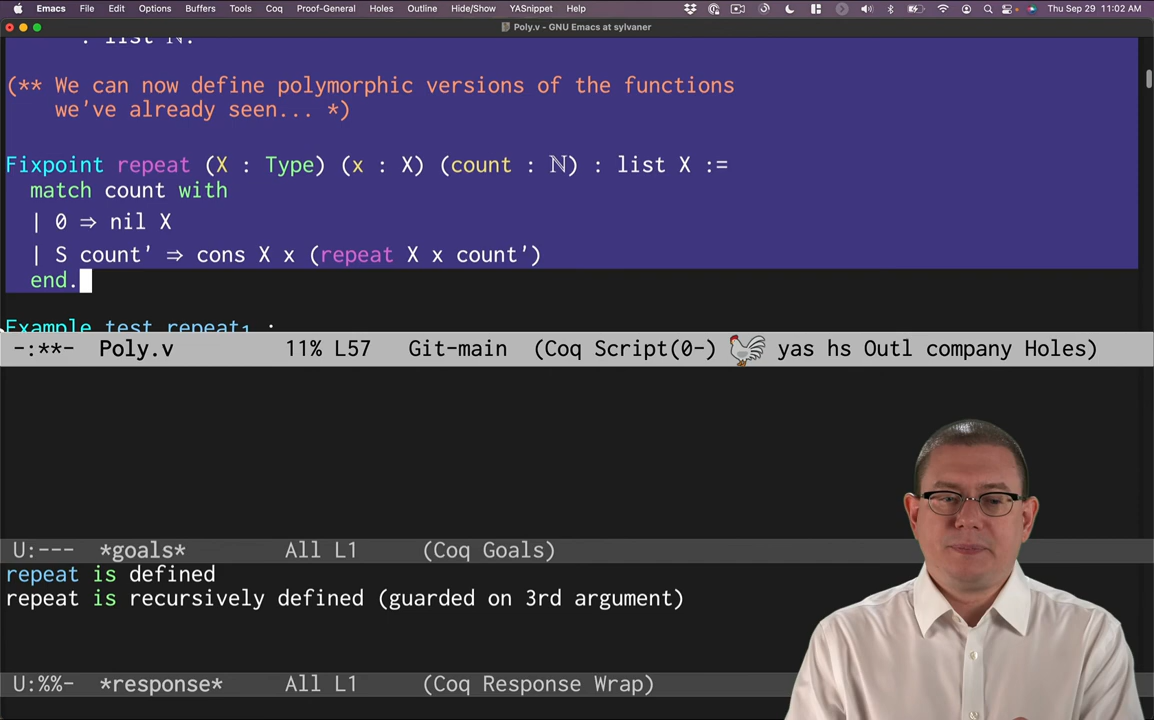 Emacs File Edit Options Buffers Tools Coq Proof-General Holes Outline Hide/Show YASnippet Help Thu Sep 29 11:02 AM
Poly.v - GNU Emacs at sylvaner
: list ℕ.
(** We can now define polymorphic versions of the functions
we've already seen... *)
Fixpoint repeat (X : Type) (x : X) (count : ℕ) : list X :=
match count with
| 0 ⇒ nil X
| S count' ⇒ cons X x (repeat X x count')
end.
Example test_repeat₁ :
-:**- Poly.v 11% L57 Git-main (Coq Script(0-) yas hs Outl company Holes)
U:--- *goals* All L1 (Coq Goals)
repeat is defined
repeat is recursively defined (guarded on 3rd argument)
U:%%- *response* All L1 (Coq Response Wrap)